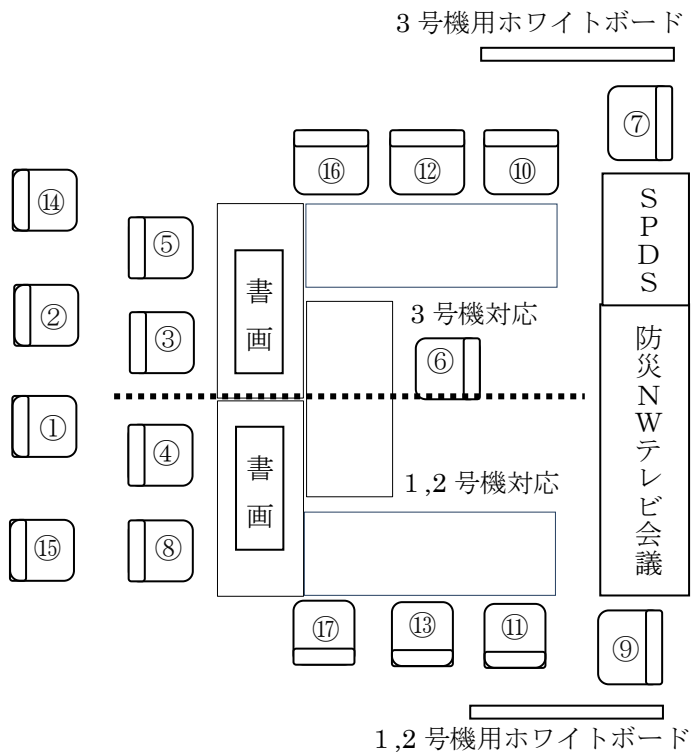 3号機用ホワイトボード
⑦
⑯
⑫
⑩
⑭
⑤
②
③
①
④
⑮
⑧
書画
書画
3号機対応
⑥
1,2号機対応
SPDS
防災NWテレビ会議
⑰
⑬
⑪
⑨
1,2号機用ホワイトボード